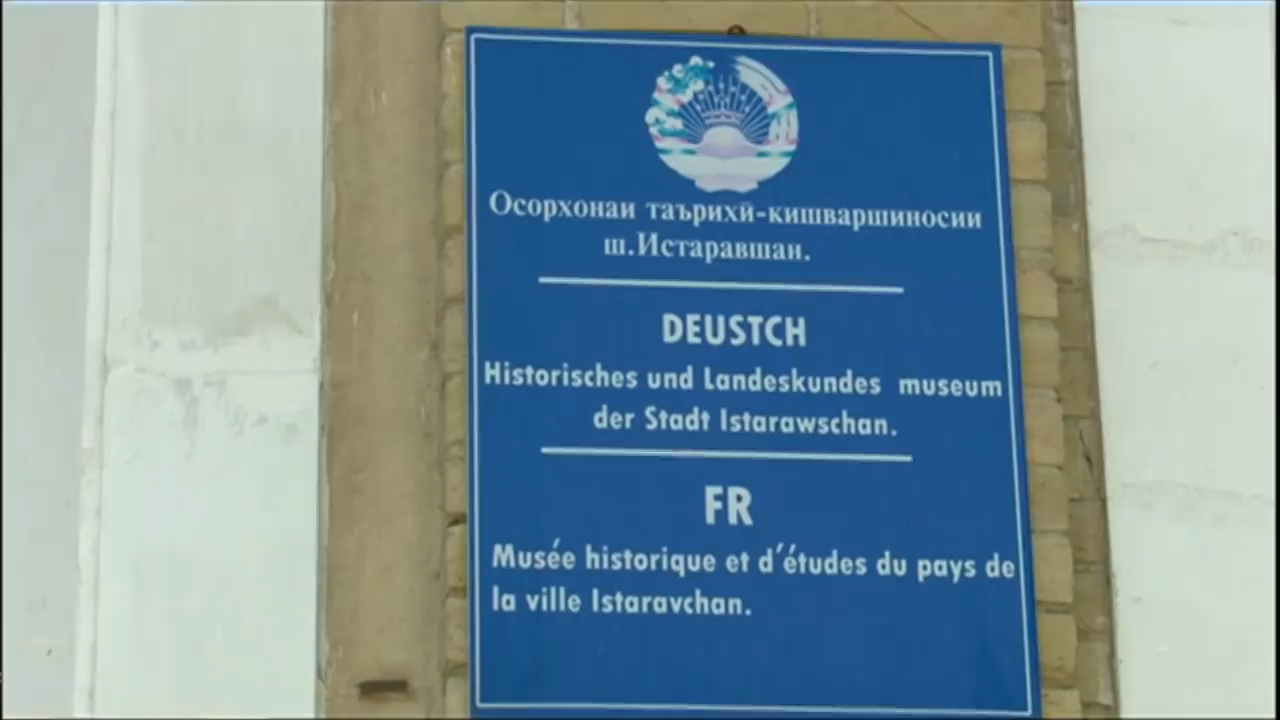 Осорхонаи таърихӣ-кишваршиносии
ш.Истаравшан.
DEUSTCH
Historisches und Landeskundes museum
der Stadt Istarawschan.
FR
Musée historique et d'études du pays de
la ville Istaravchan.